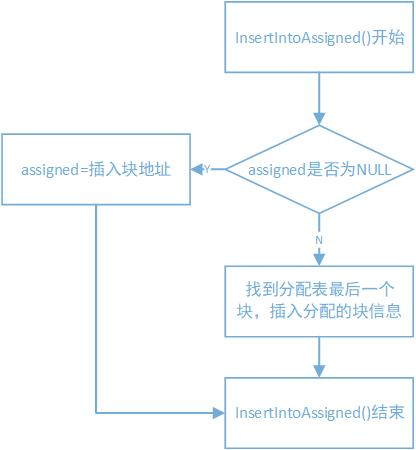 InsertIntoAssigned()开始
assigned是否为NULL
Y
assigned=插入块地址
N
找到分配表最后一个
块，插入分配的块信息
InsertIntoAssigned()结束